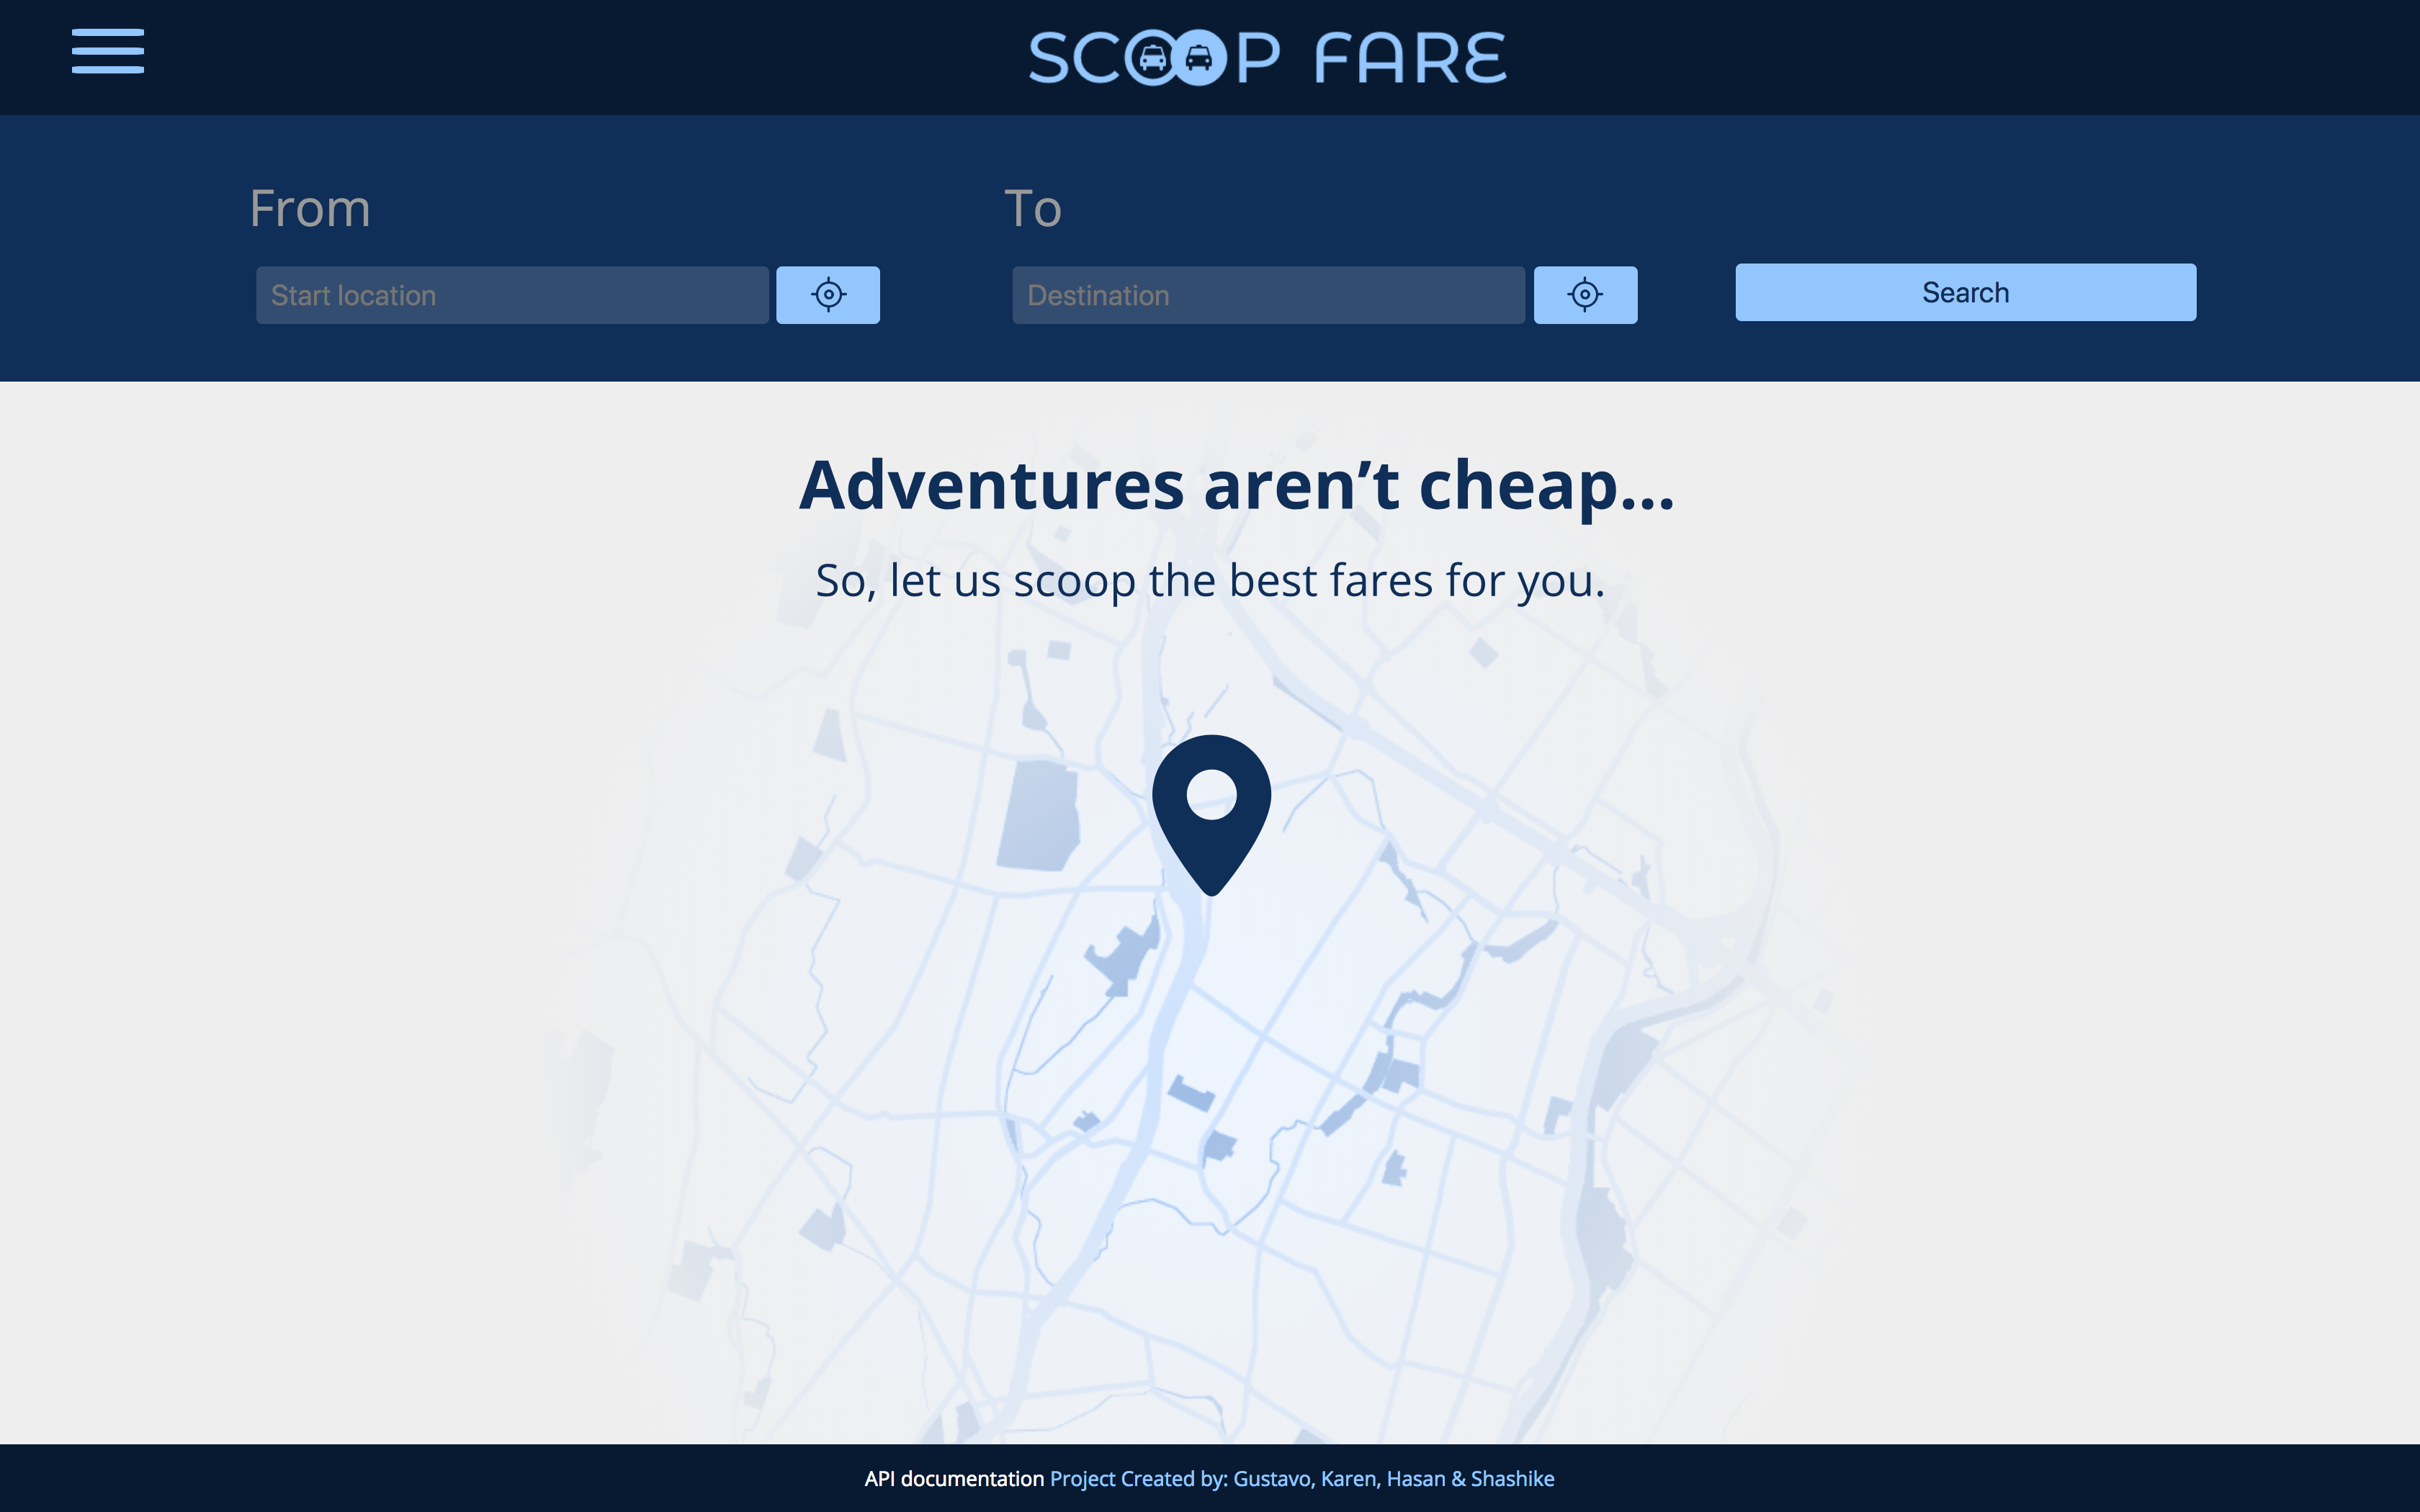 SCOOP FARE
From
To
Start location
Destination
Search
Adventures aren’t cheap...
So, let us scoop the best fares for you.
API documentation Project Created by: Gustavo, Karen, Hasan & Shashike